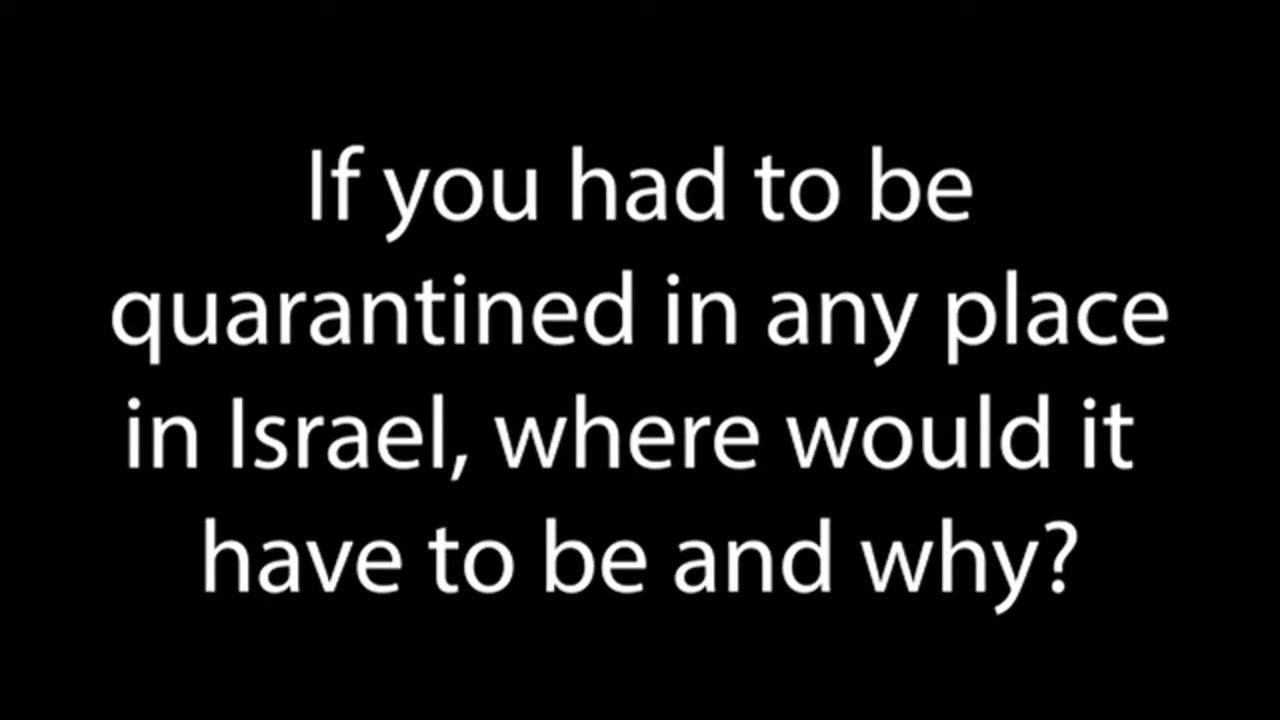 If you had to be
quarantined in any place
in Israel, where would it
have to be and why?